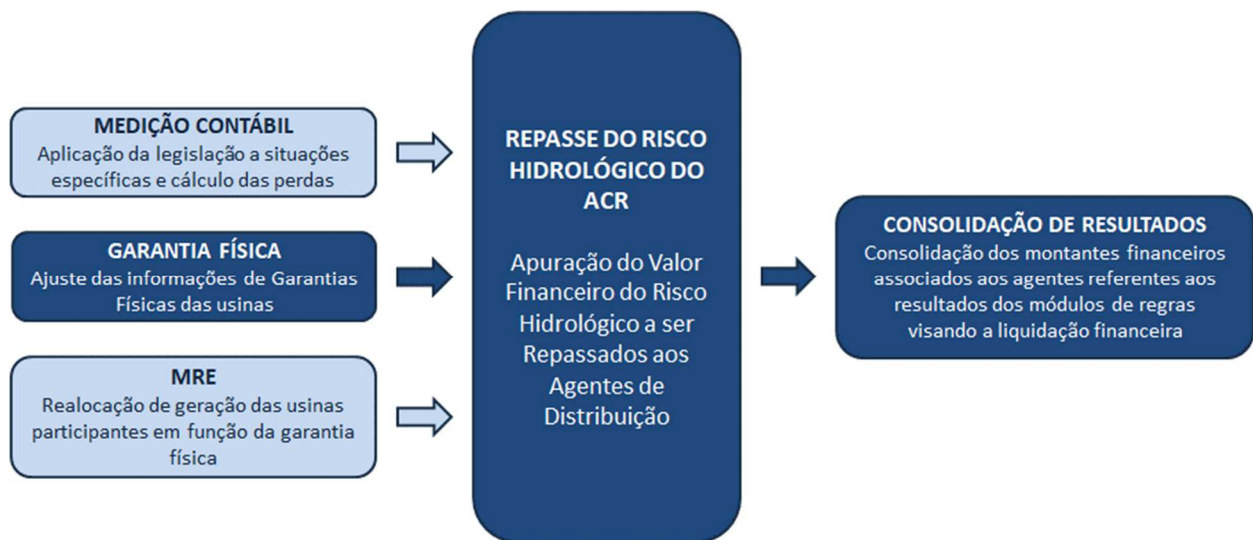 MEDIÇÃO CONTÁBIL
Aplicação da legislação a situações
específicas e cálculo das perdas
GARANTIA FÍSICA
Ajuste das informações de Garantias
Físicas das usinas
MRE
Realocação de geração das usinas
participantes em função da garantia
física
REPASSE DO RISCO
HIDROLÓGICO DO
ACR
Apuração do Valor
Financeiro do Risco
Hidrológico a ser
Repassados aos
Agentes de
Distribuição
CONSOLIDAÇÃO DE RESULTADOS
Consolidação dos montantes financeiros
associados aos agentes referentes aos
resultados dos módulos de regras
visando a liquidação financeira